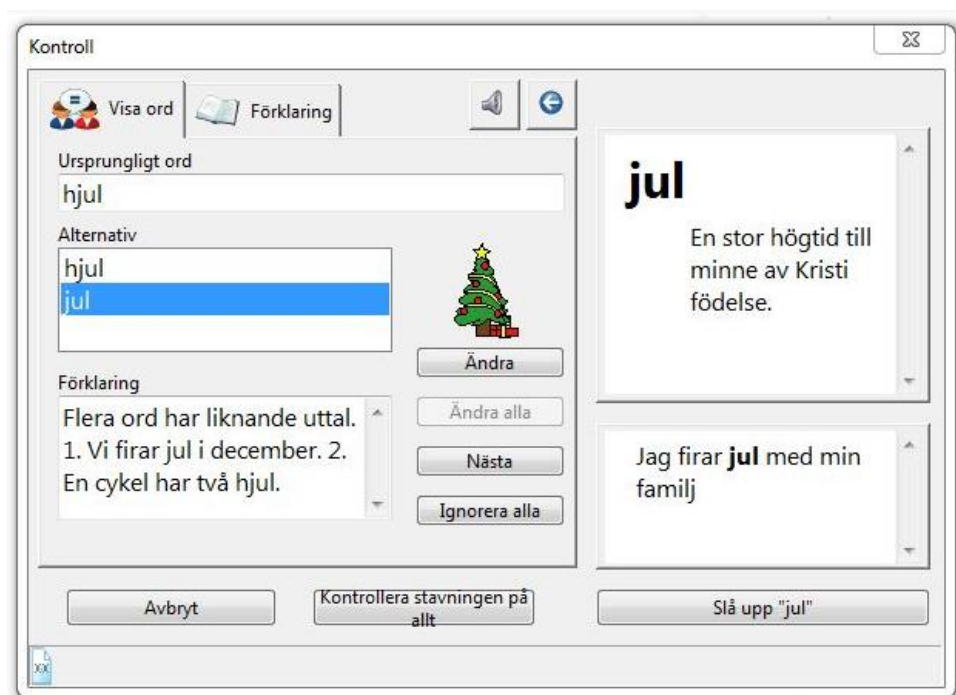 Kontroll
Visa ord
Förklaring
Ursprungligt ord
hjul
Alternativ
hjul
jul
Förklaring
Flera ord har liknande uttal.
1. Vi firar jul i december. 2.
En cykel har två hjul.
Ändra
Ändra alla
Nästa
Ignorera alla
jul
En stor högtid till
minne av Kristi
födelse.
Jag firar jul med min
familj
Avbryt
Kontrollera stavningen på
allt
Slå upp "jul"